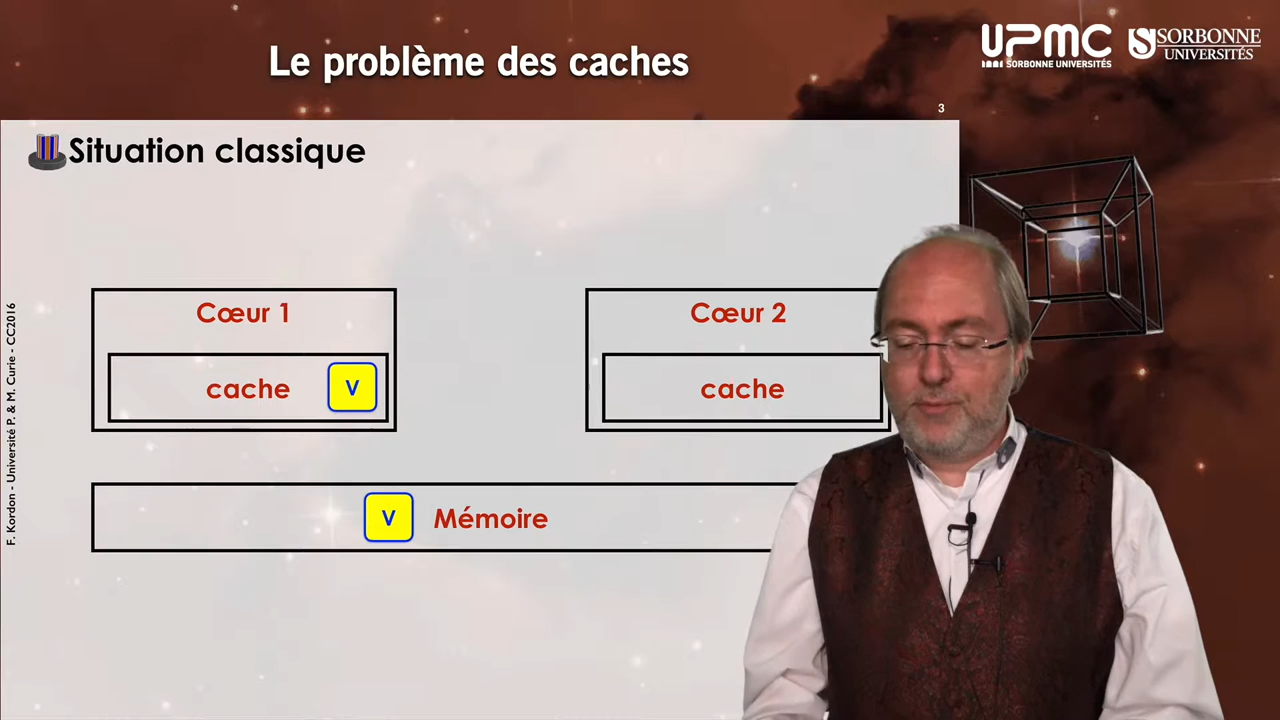 Le problème des caches
UPMC
SORBONNE UNIVERSITÉS
SORBONNE
UNIVERSITÉS
3
Situation classique
Cœur 1
Cœur 2
cache
V
cache
V
Mémoire
F. Kordon - Université P. & M. Curie - CC2016